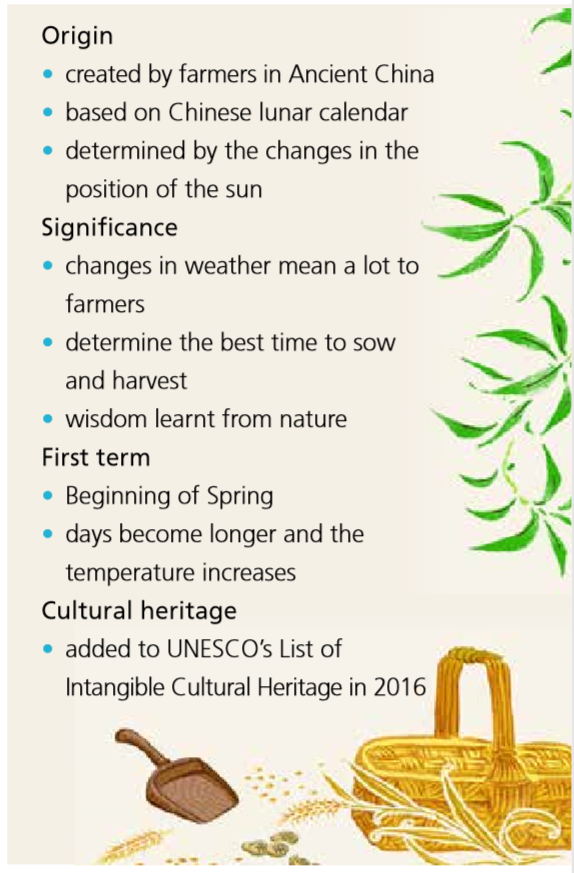 Origin
• created by farmers in Ancient China
• based on Chinese lunar calendar
• determined by the changes in the
position of the sun
Significance
• changes in weather mean a lot to
farmers
• determine the best time to sow
and harvest
• wisdom learnt from nature
First term
• Beginning of Spring
• days become longer and the
temperature increases
Cultural heritage
• added to UNESCO's List of
Intangible Cultural Heritage in 2016